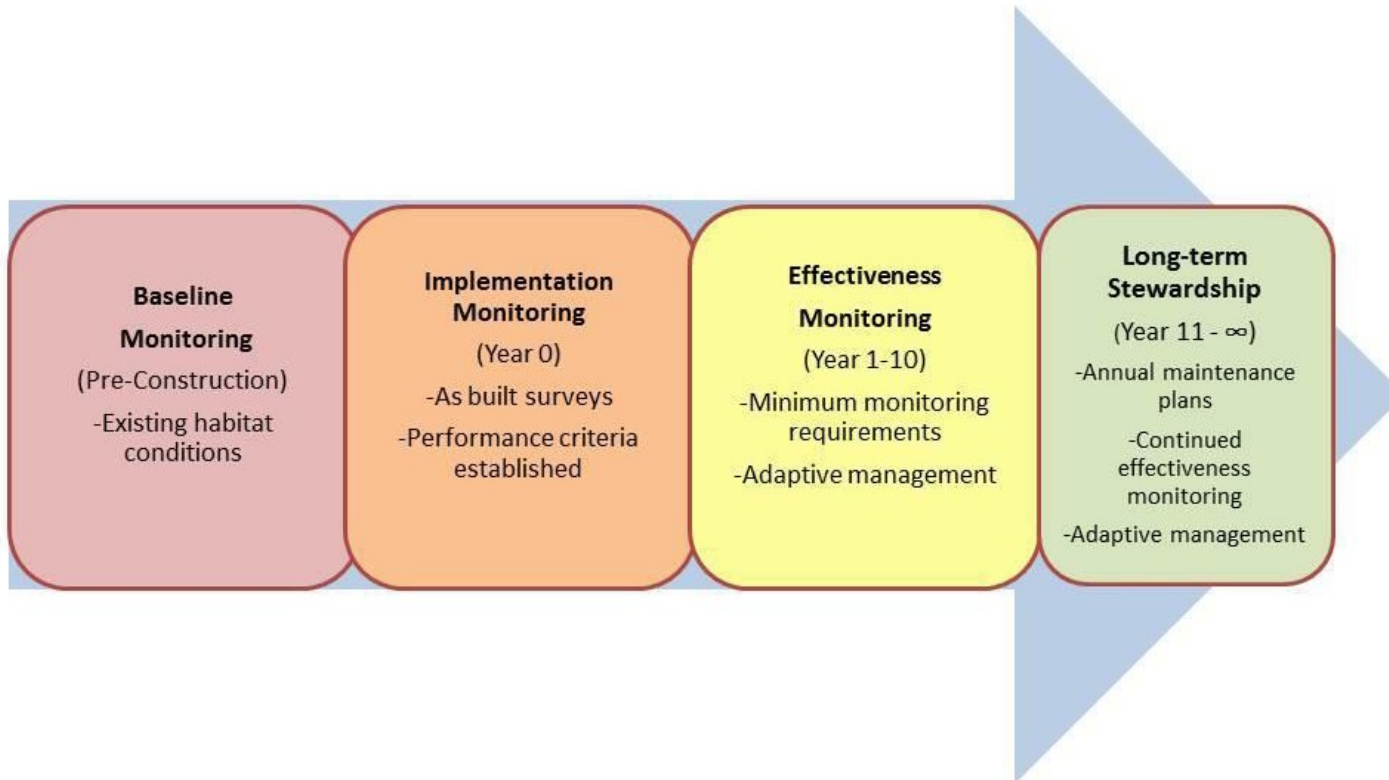 Baseline
Monitoring
(Pre-Construction)
-Existing habitat
conditions
Implementation
Monitoring
(Year 0)
-As built surveys
-Performance criteria
established
Effectiveness
Monitoring
(Year 1-10)
-Minimum monitoring
requirements
-Adaptive management
Long-term
Stewardship
(Year 11 - ∞)
-Annual maintenance
plans
-Continued
effectiveness
monitoring
-Adaptive management